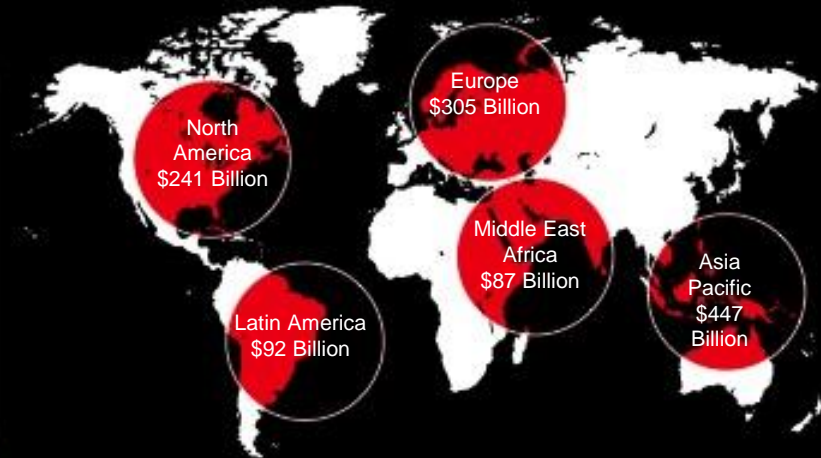 North
America
$241 Billion
Europe
$305 Billion
Middle East
Africa
$87 Billion
Asia
Pacific
$447
Billion
Latin America
$92 Billion